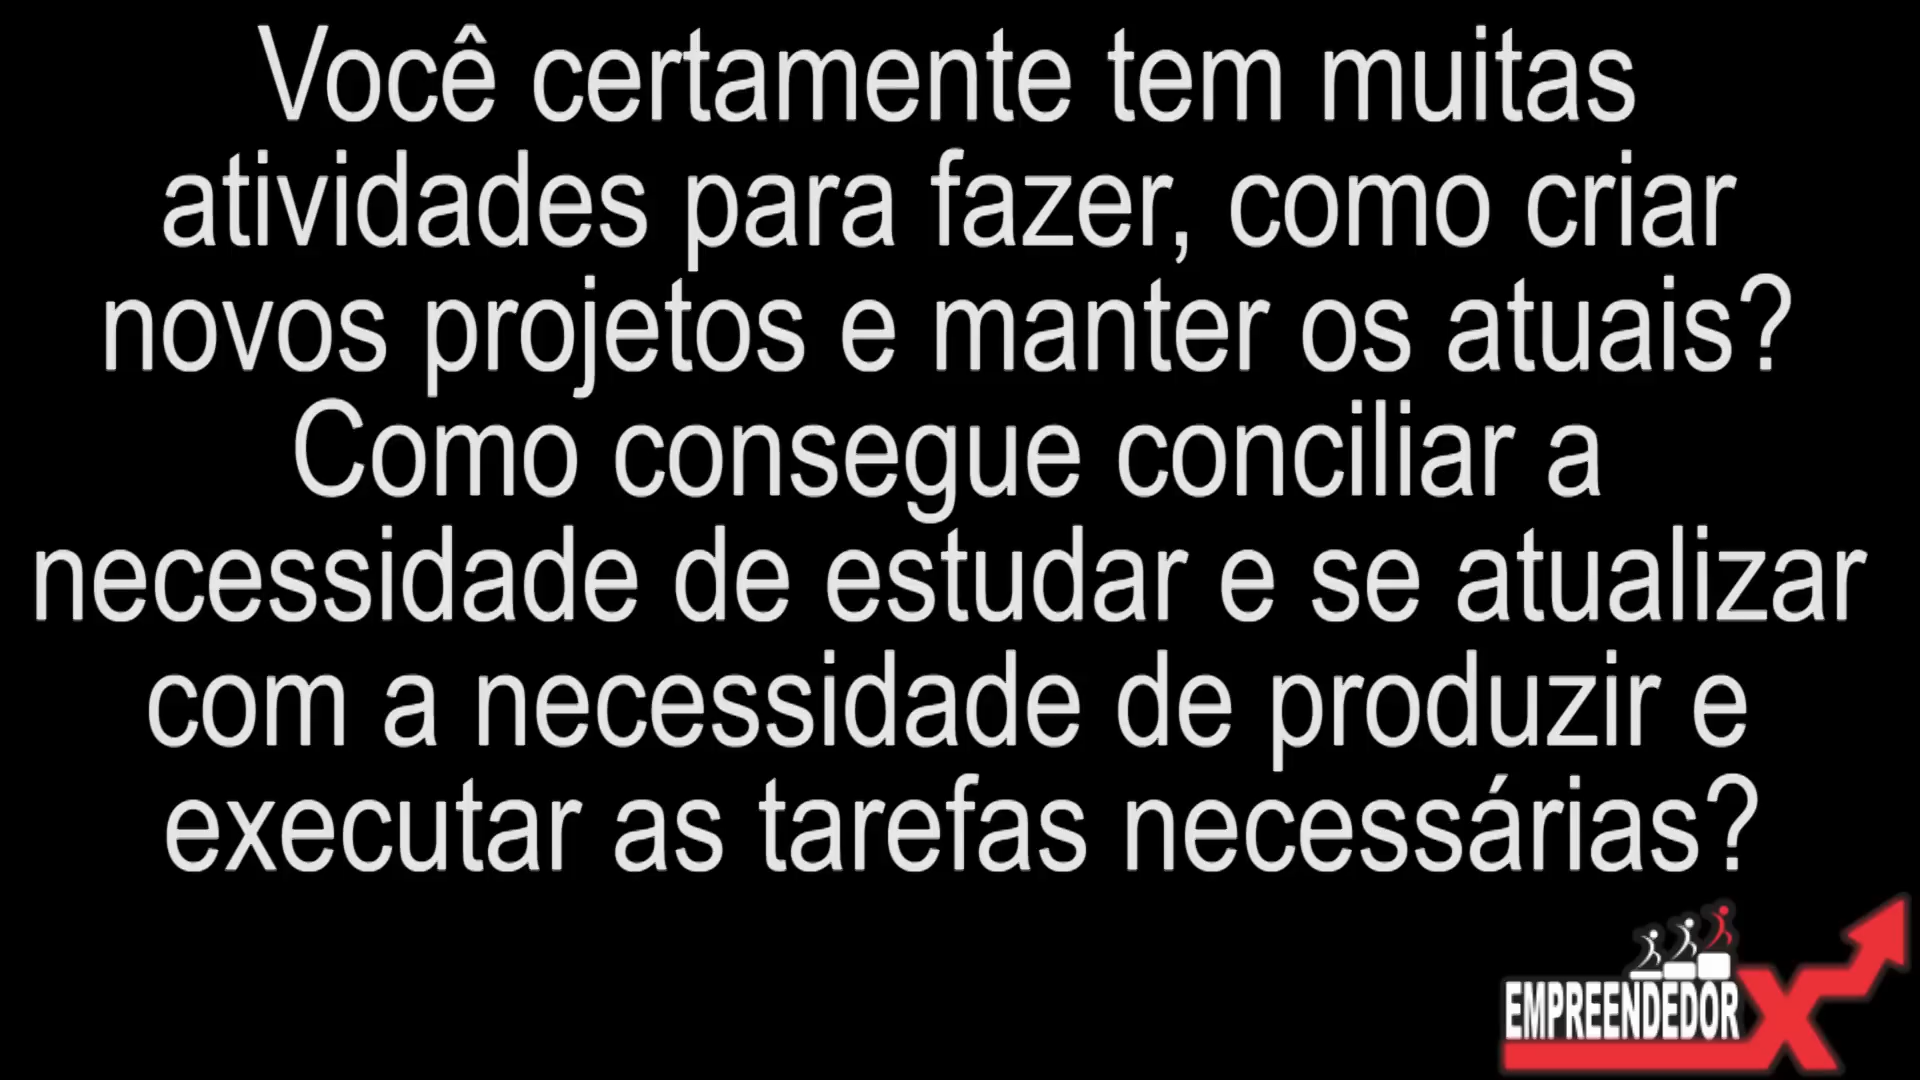 Você certamente tem muitas
atividades para fazer, como criar
novos projetos e manter os atuais?
Como consegue conciliar a
necessidade de estudar e se atualizar
com a necessidade de produzir e
executar as tarefas necessárias?
EMPREENDEDOR X